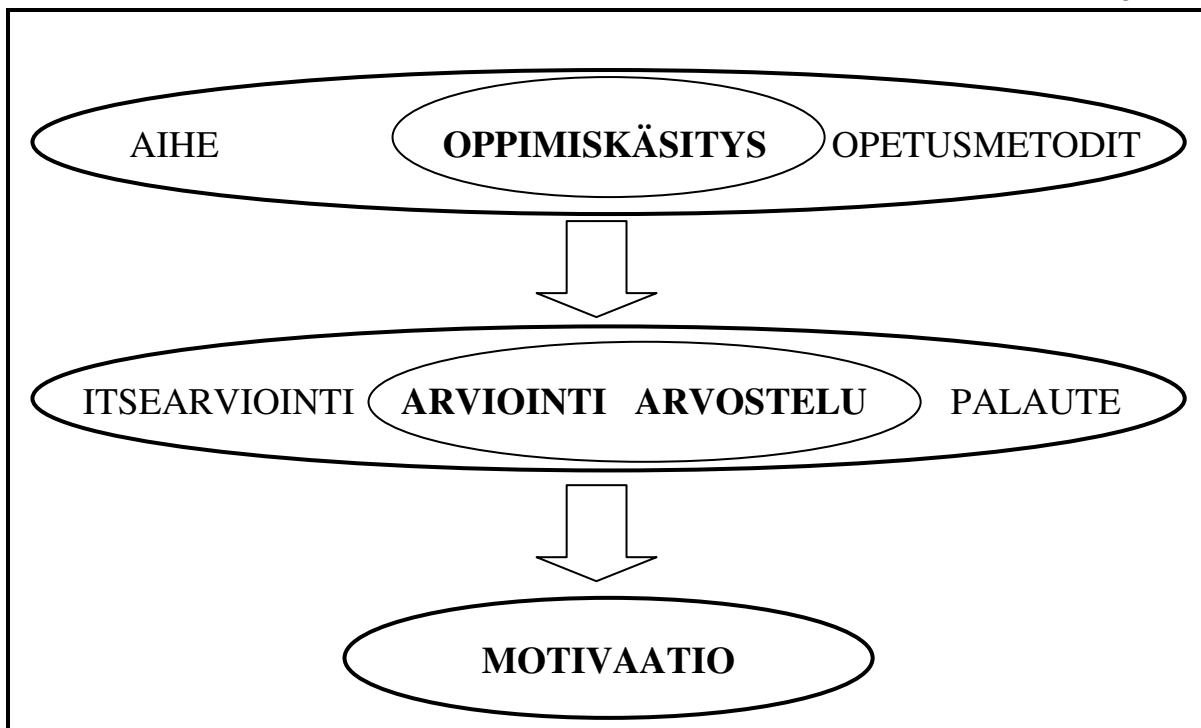 AIHE OPPIMISKÄSITYS OPETUSMETODIT
ITSEARVIOINTI ARVIOINTI ARVOSTELU PALAUTE
MOTIVAATIO